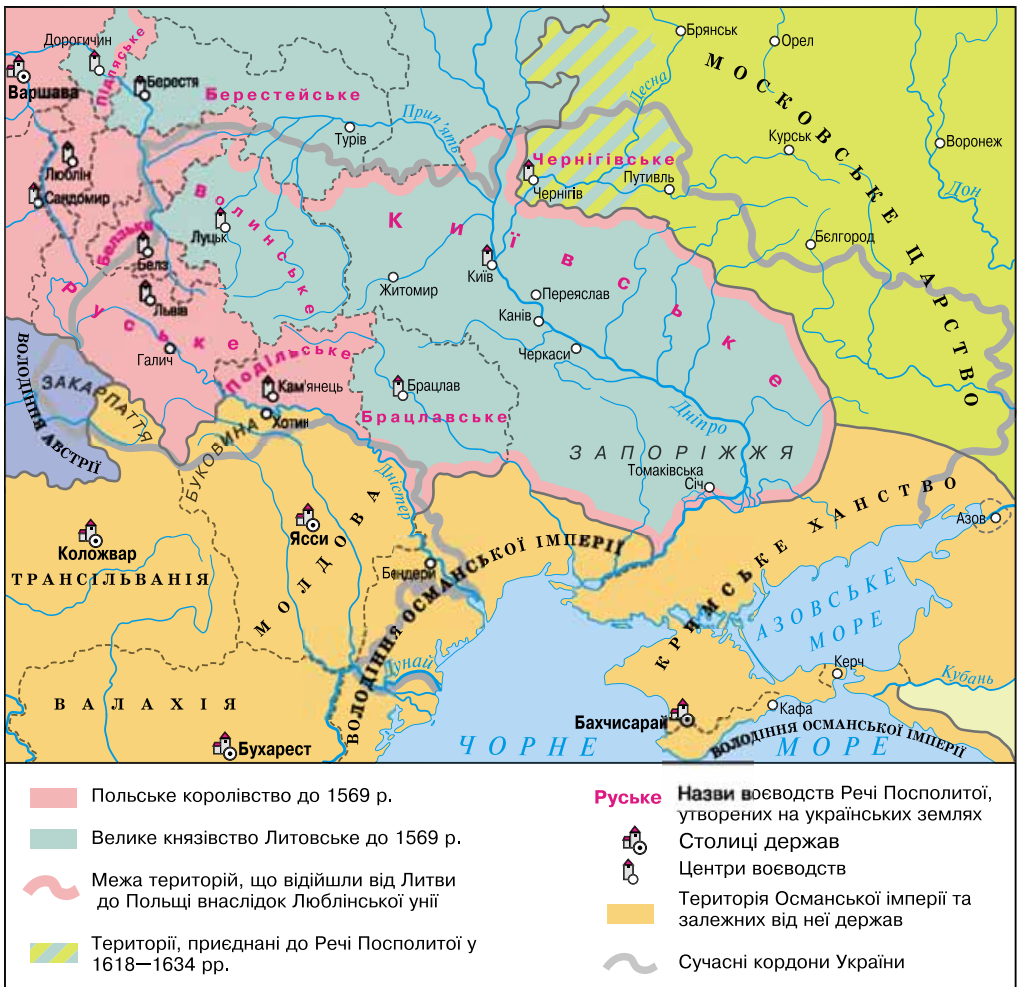 Дорогичин
Варшава
Підляське
Берестя
Берестейське
Турів
Прип'ять
Брянськ
Орел
Десна
МОСКОВСЬКЕ ЦАРСТВО
Курськ
Воронеж
Дон
Люблін
Сандомир
Чернігівське
Чернігів
Путивль
Бєлгород
Волинське
Луцьк
Київське
Київ
Белзьке
Белз
Житомир
Переяслав
Канів
Черкаси
Львів
Руське
Галич
Подільське
Кам'янець
Хотин
Брацлав
Брацлавське
Дніпро
ЗАПОРІЖЖЯ
Томаківська
Січ
ВОЛОДІННЯ АВСТРІЇ
ЗАКАРПАТТЯ
БУКОВИНА
Дністер
Ясси
МОЛДОВА
Коложвар
ТРАНСІЛЬВАНІЯ
Бендери
ВОЛОДІННЯ ОСМАНСЬКОЇ ІМПЕРІЇ
КРИМСЬКЕ ХАНСТВО
Азов
АЗОВСЬКЕ
МОРЕ
Керч
Кубань
Кафа
Бахчисарай
ВОЛОДІННЯ ОСМАНСЬКОЇ ІМПЕРІЇ
Дунай
ВАЛАХІЯ
Бухарест
ЧОРНЕ МОРЕ
Польське королівство до 1569 р.
Велике князівство Литовське до 1569 р.
Межа територій, що відійшли від Литви
до Польщі внаслідок Люблінської унії
Території, приєднані до Речі Посполитої у
1618—1634 рр.
Руське Назви воєводств Речі Посполитої,
утворених на українських землях
Столиці держав
Центри воєводств
Територія Османської імперії та
залежних від неї держав
Сучасні кордони України